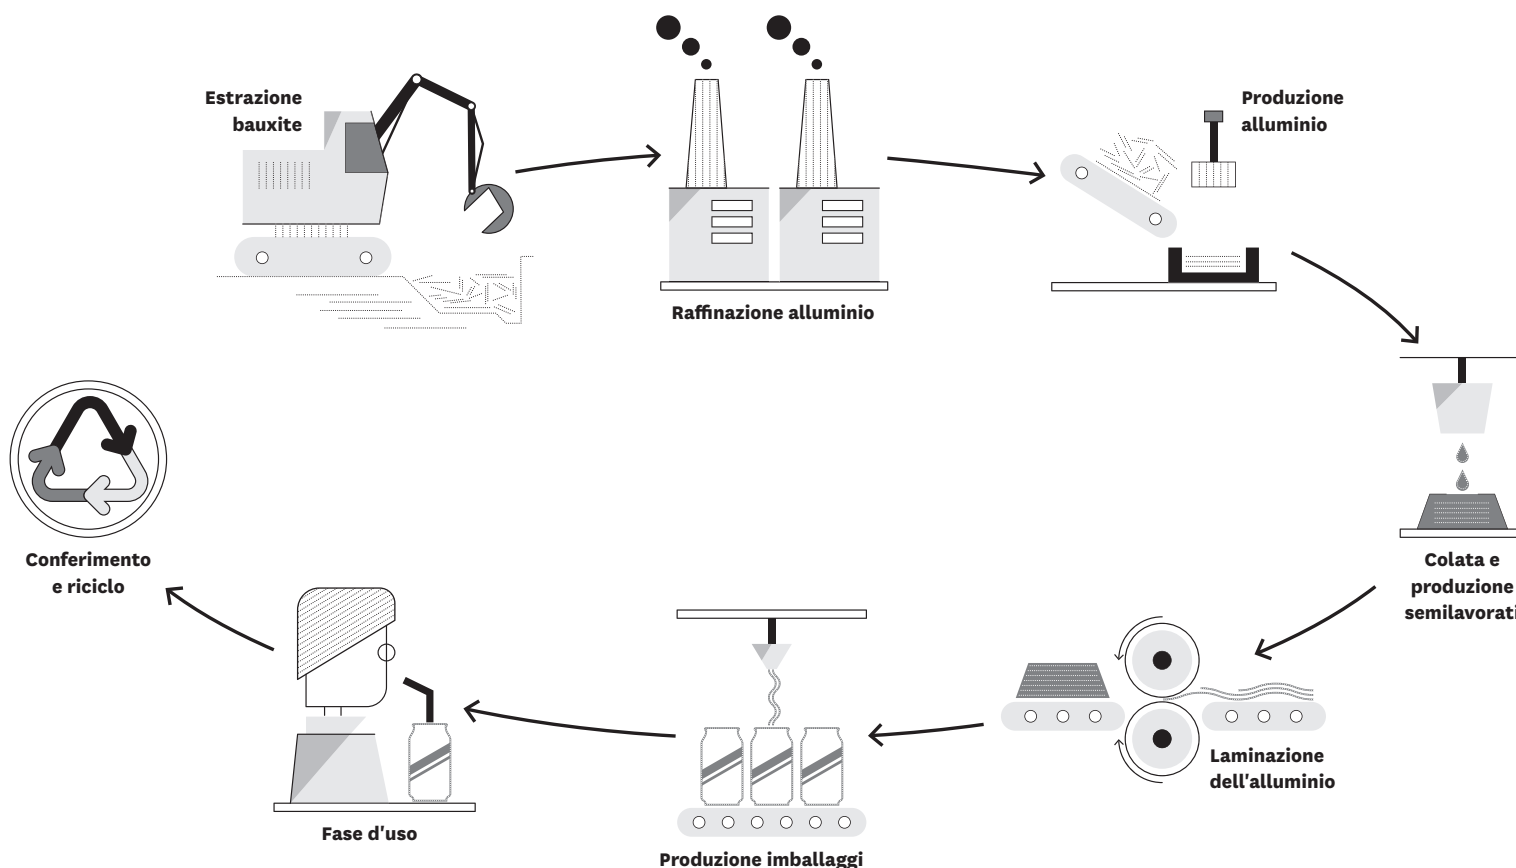 Estrazione
bauxite
Raffinazione alluminio
Produzione
alluminio
Colata e
produzione
semilavorati
Laminazione
dell'alluminio
Produzione imballaggi
Fase d'uso
Conferimento
e riciclo